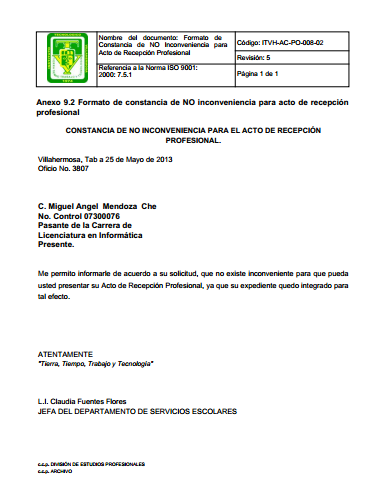 Nombre del documento: Formato de
Constancia de NO Inconveniencia para
Acto de Recepción Profesional
Código: ITVH-AC-PO-008-02
Revisión: 5
Referencia a la Norma ISO 9001:
2000: 7.5.1
Página 1 de 1
Anexo 9.2 Formato de constancia de NO inconveniencia para acto de recepción
profesional
CONSTANCIA DE NO INCONVENIENCIA PARA EL ACTO DE RECEPCIÓN
PROFESIONAL.
Villahermosa, Tab a 25 de Mayo de 2013
Oficio No. 3807
C. Miguel Angel Mendoza Che
No. Control 07300076
Pasante de la Carrera de
Licenciatura en Informática
Presente.
Me permito informarle de acuerdo a su solicitud, que no existe inconveniente para que pueda
usted presentar su Acto de Recepción Profesional, ya que su expediente quedo integrado para
tal efecto.
ATENTAMENTE
"Tierra, Tiempo, Trabajo y Tecnología"
L.I. Claudia Fuentes Flores
JEFA DEL DEPARTAMENTO DE SERVICIOS ESCOLARES
c.c.p. DIVISIÓN DE ESTUDIOS PROFESIONALES
c.c.p. ARCHIVO